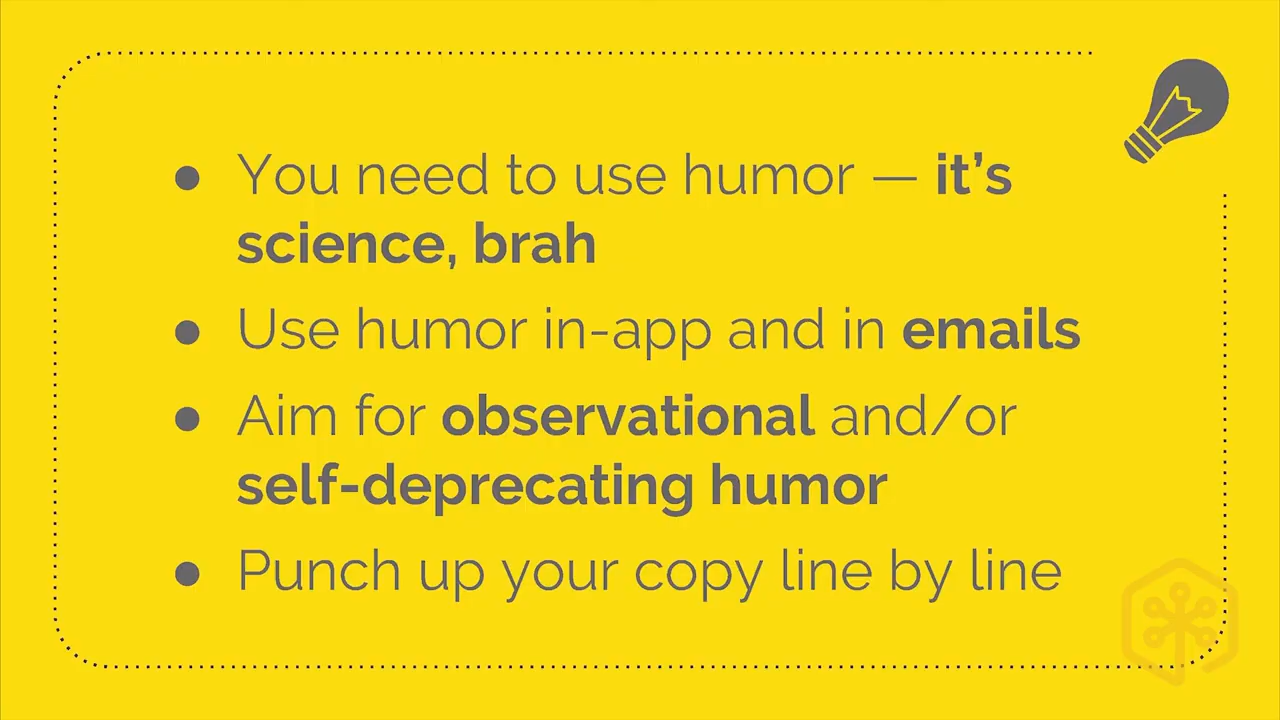 ● You need to use humor — it's
science, brah
● Use humor in-app and in emails
● Aim for observational and/or
self-deprecating humor
● Punch up your copy line by line